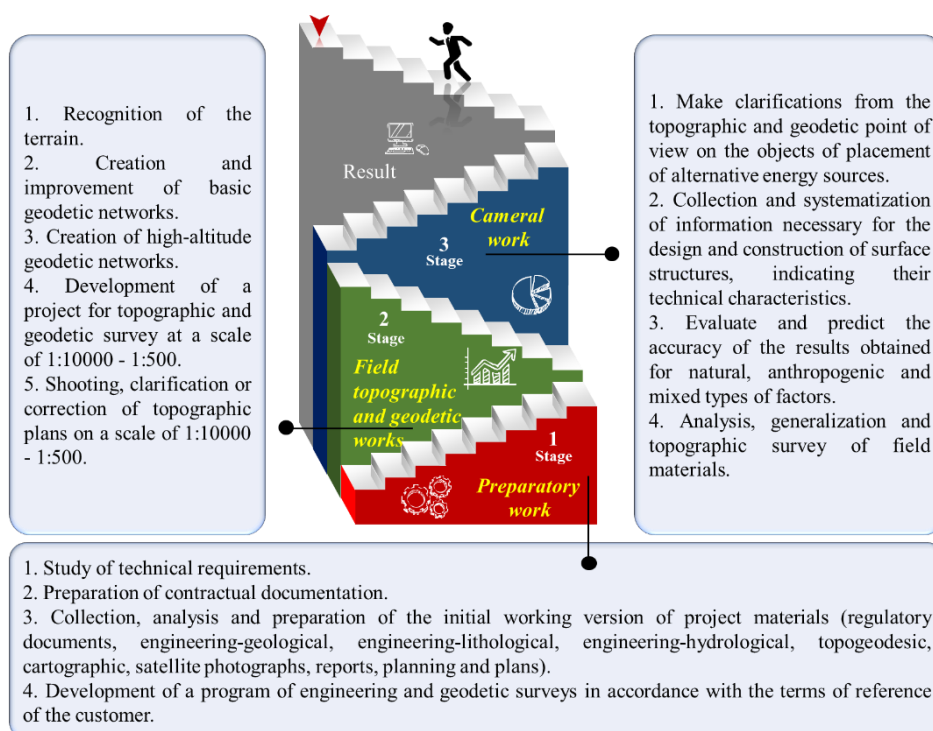 1. Recognition of the
terrain.
2. Creation and
improvement of basic
geodetic networks.
3. Creation of high-altitude
geodetic networks.
4. Development of a
project for topographic and
geodetic survey at a scale
of 1:10000 - 1:500.
5. Shooting, clarification or
correction of topographic
plans on a scale of 1:10000
- 1:500.
Result
Cameral
work
3
Stage
2
Stage
Field
topographic
and geodetic
works
1
Stage
Preparatory
work
1. Make clarifications from the
topographic and geodetic point of
view on the objects of placement
of alternative energy sources.
2. Collection and systematization
of information necessary for the
design and construction of surface
structures, indicating their
technical characteristics.
3. Evaluate and predict the
accuracy of the results obtained
for natural, anthropogenic and
mixed types of factors.
4. Analysis, generalization and
topographic survey of field
materials.
1. Study of technical requirements.
2. Preparation of contractual documentation.
3. Collection, analysis and preparation of the initial working version of project materials (regulatory
documents, engineering-geological, engineering-lithological, engineering-hydrological, topogeodesic,
cartographic, satellite photographs, reports, planning and plans).
4. Development of a program of engineering and geodetic surveys in accordance with the terms of reference
of the customer.